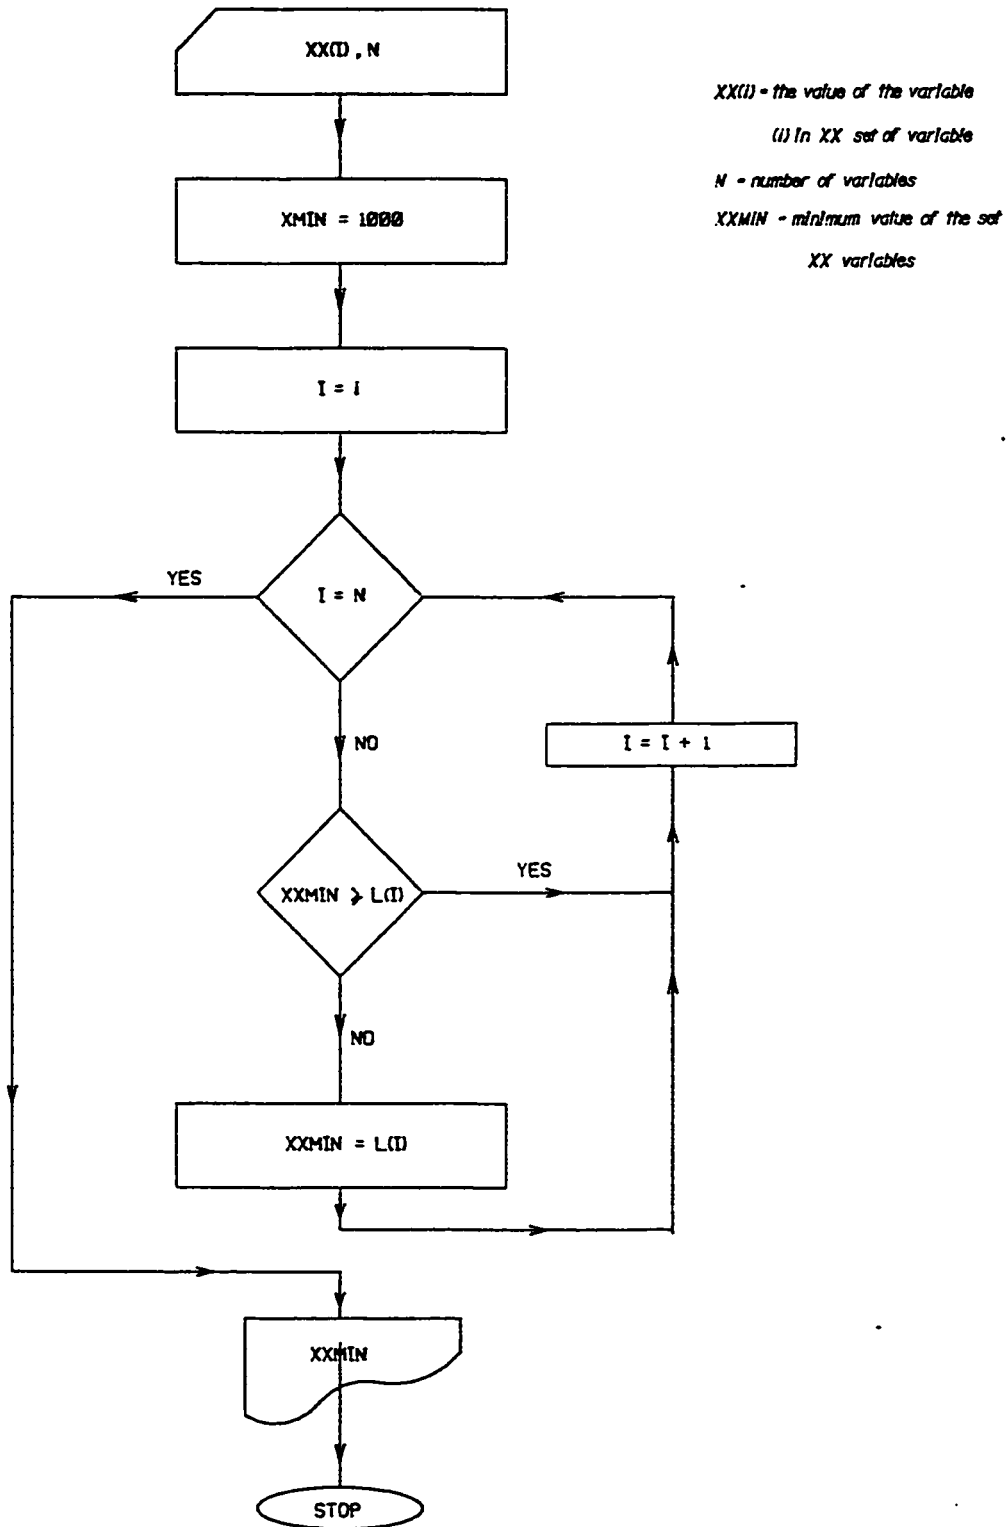 XX(I), N
XX(i) - the value of the variable
(i) in XX set of variable
N - number of variables
XXMIN - minimum value of the set
XX variables
XMIN = 1000
I = 1
I = N
YES
NO
I = I + 1
XXMIN ≯ L(I)
YES
NO
XXMIN = L(I)
XXMIN
STOP